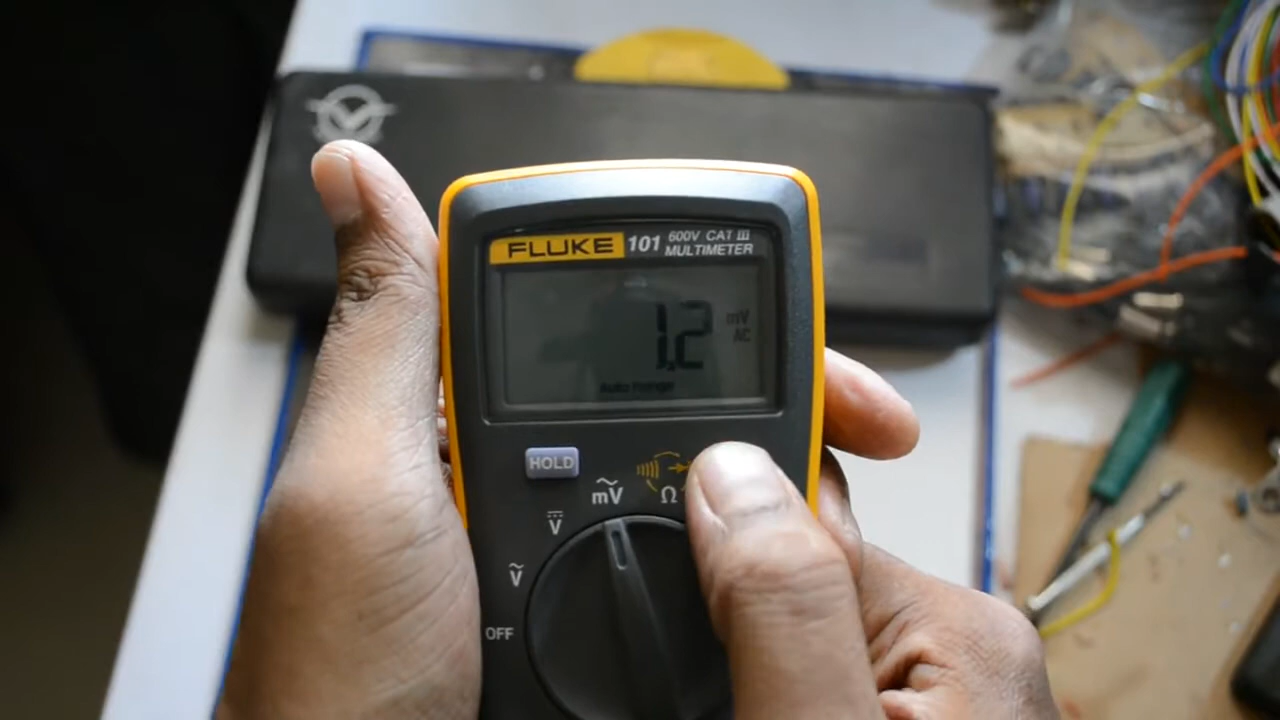 FLUKE 101 600V CAT III
MULTIMETER
1.2 mV
AC
Auto range
HOLD
mV
Ω
V
V
OFF